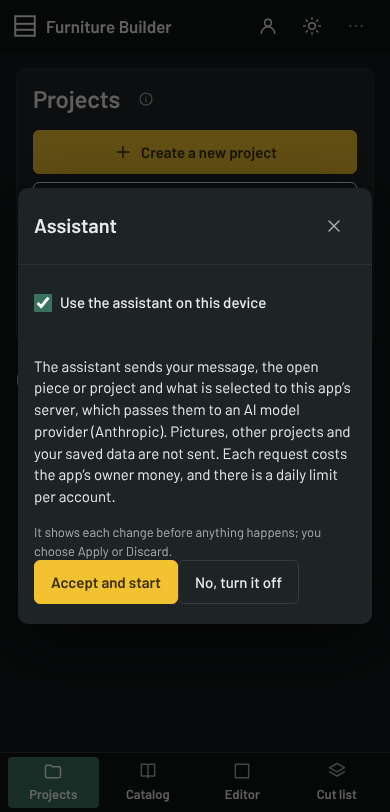 Furniture Builder
Projects
Create a new project
Assistant
Use the assistant on this device
The assistant sends your message, the open
piece or project and what is selected to this app's
server, which passes them to an AI model
provider (Anthropic). Pictures, other projects and
your saved data are not sent. Each request costs
the app's owner money, and there is a daily limit
per account.
It shows each change before anything happens; you
choose Apply or Discard.
Accept and start
No, turn it off
Projects
Catalog
Editor
Cut list